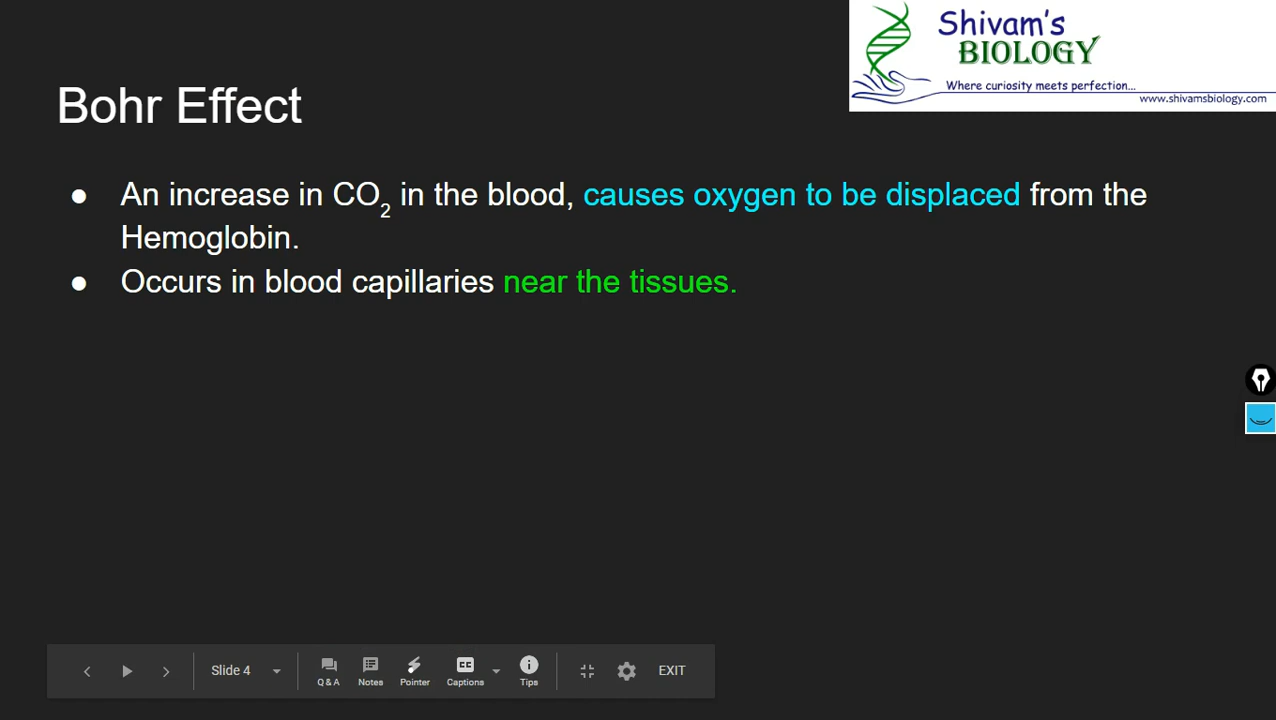 Shivam's
BIOLOGY
Where curiosity meets perfection...
www.shivamsbiology.com
Bohr Effect
● An increase in CO₂ in the blood, causes oxygen to be displaced from the
Hemoglobin.
● Occurs in blood capillaries near the tissues.
Slide 4
Q & A
Notes
Pointer
CC
Captions
Tips
EXIT